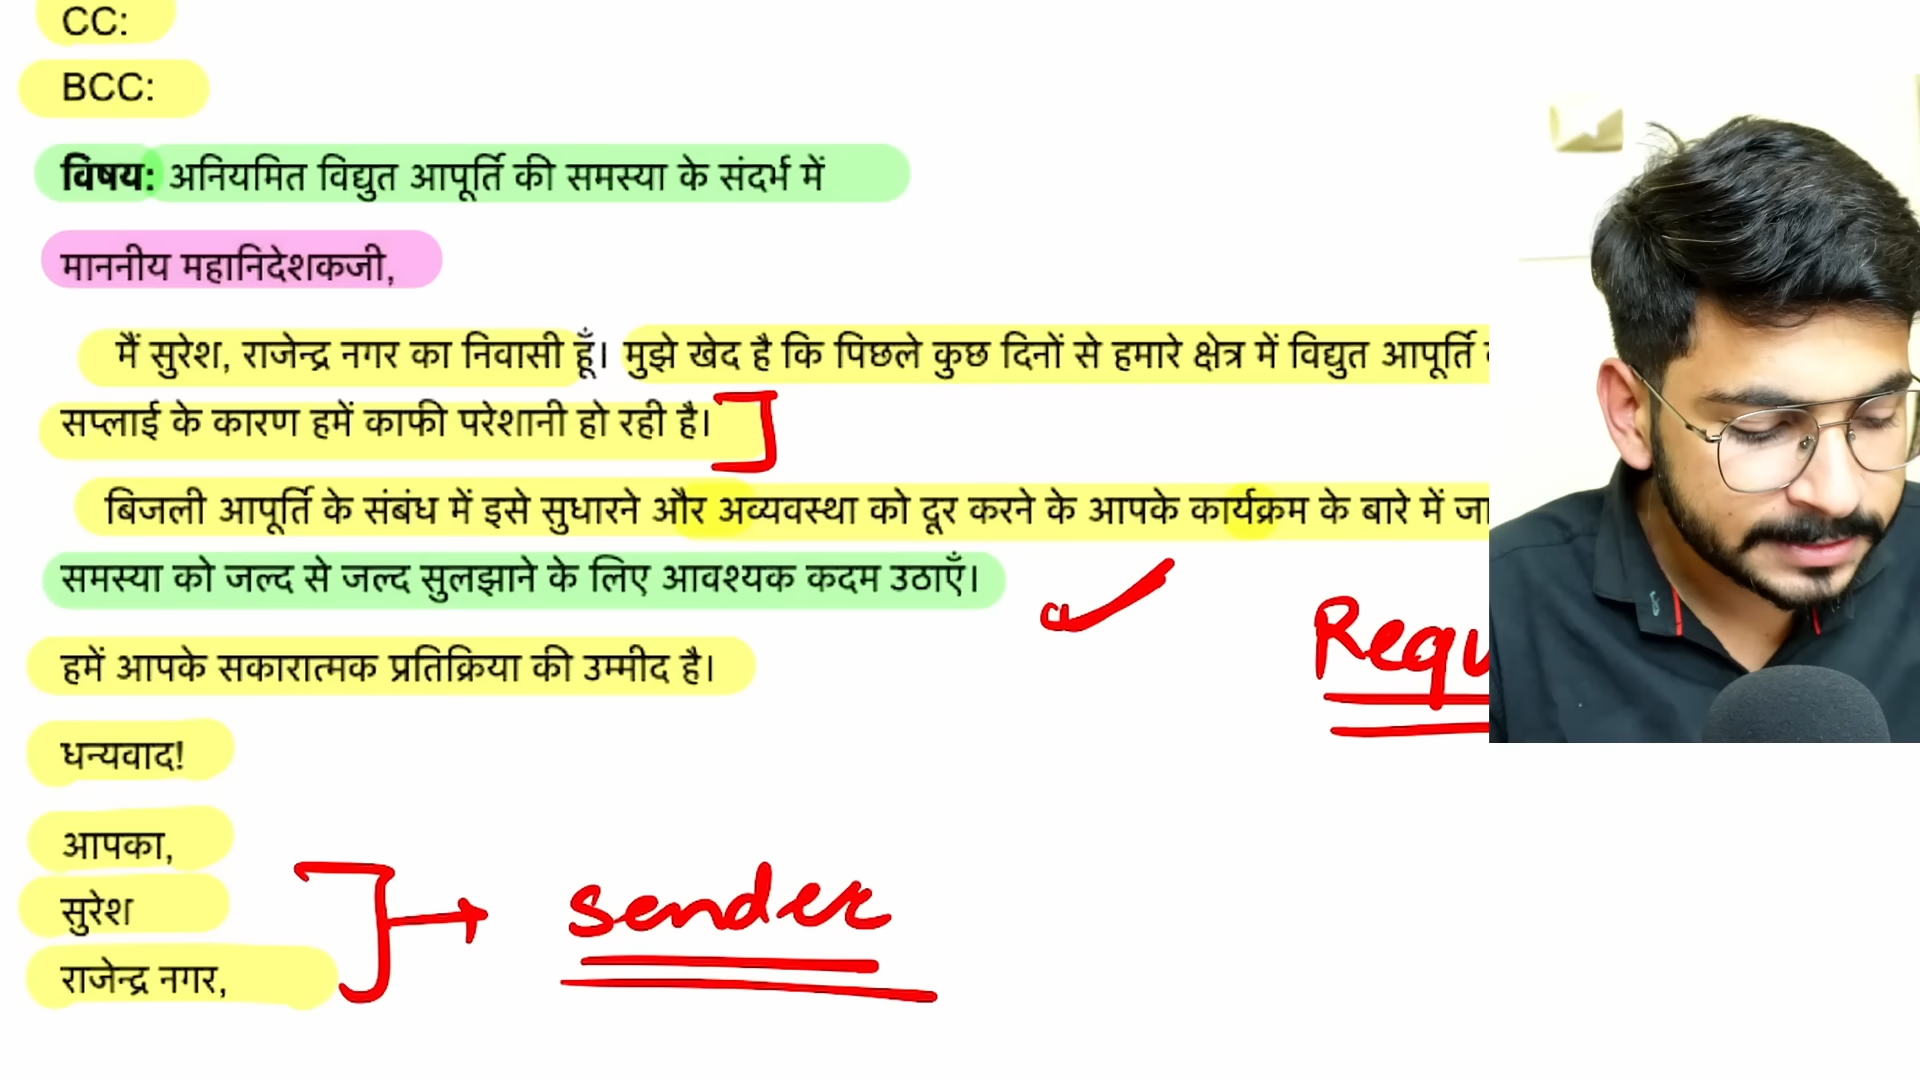 CC:
BCC:
विषय: अनियमित विद्युत आपूर्ति की समस्या के संदर्भ में
माननीय महानिदेशकजी,
मैं सुरेश, राजेन्द्र नगर का निवासी हूँ। मुझे खेद है कि पिछले कुछ दिनों से हमारे क्षेत्र में विद्युत आपूर्ति
सप्लाई के कारण हमें काफी परेशानी हो रही है।
बिजली आपूर्ति के संबंध में इसे सुधारने और अव्यवस्था को दूर करने के आपके कार्यक्रम के बारे में
समस्या को जल्द से जल्द सुलझाने के लिए आवश्यक कदम उठाएँ।
Requ
हमें आपके सकारात्मक प्रतिक्रिया की उम्मीद है।
धन्यवाद!
आपका,
सुरेश
sender
राजेन्द्र नगर,